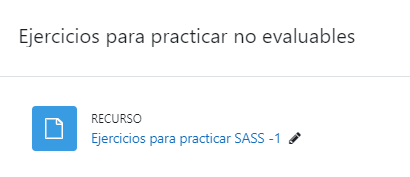 Ejercicios para practicar no evaluables
RECURSO
Ejercicios para practicar SASS -1